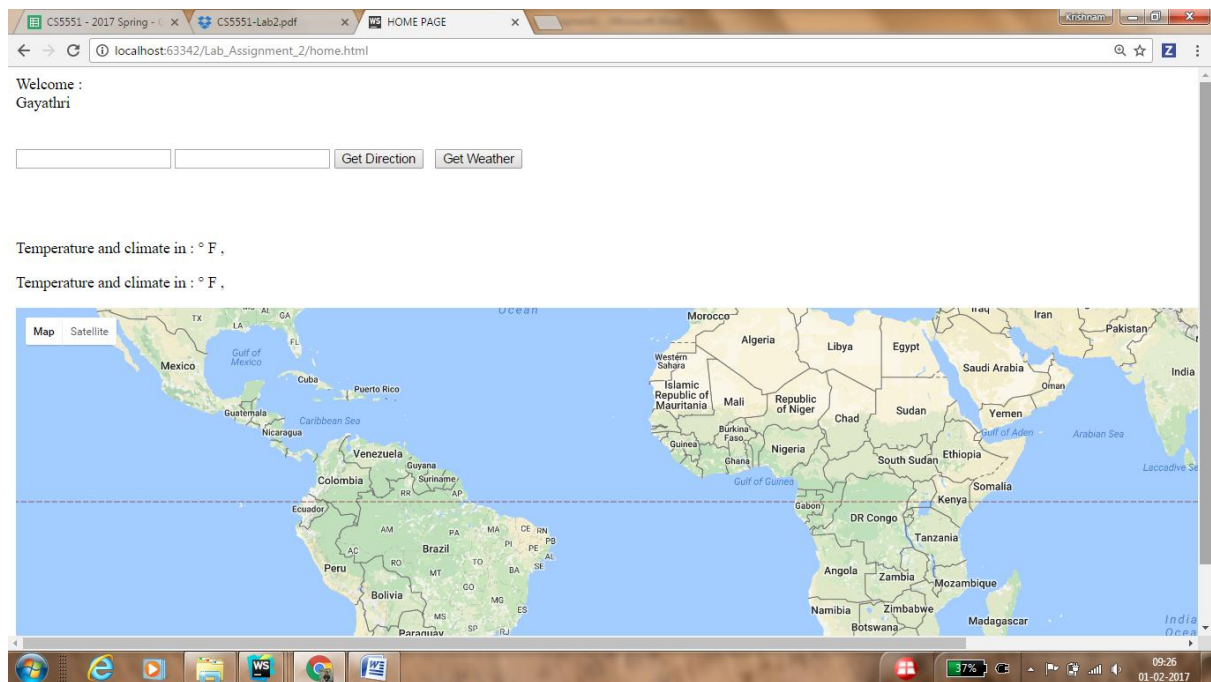 CS5551 - 2017 Spring -
CS5551-Lab2.pdf
WS HOME PAGE
Krishnam
localhost:63342/Lab_Assignment_2/home.html
Z
Welcome :
Gayathri
Get Direction
Get Weather
Temperature and climate in : ° F ,
Temperature and climate in : ° F ,
Map
Satellite
TX
LA
AL
GA
FL
Gulf of
Mexico
Mexico
Cuba
Puerto Rico
Guatemala
Caribbean Sea
Nicaragua
Venezuela
Guyana
Colombia
Suriname
RR
AP
Ecuador
AM
PA
MA
CE
RN
PB
PI
PE
AL
SE
AC
Brazil
TO
BA
RO
Peru
MT
GO
Bolivia
MG
MS
ES
Paraguay
SP
RJ
Ocean
Morocco
Algeria
Libya
Egypt
Western
Sahara
Islamic
Republic of
Mauritania
Mali
Republic
of Niger
Chad
Sudan
Burkina
Faso
Guinea
Ghana
Nigeria
South Sudan
Ethiopia
Gulf of Guinea
Somalia
Gabon
Kenya
DR Congo
Tanzania
Angola
Zambia
Mozambique
Namibia
Zimbabwe
Botswana
Madagascar
Iraq
Iran
Pakistan
Saudi Arabia
Oman
India
Yemen
Gulf of Aden
Arabian Sea
Laccadive Se
India
Ocea
WS
37%
09:26
01-02-2017